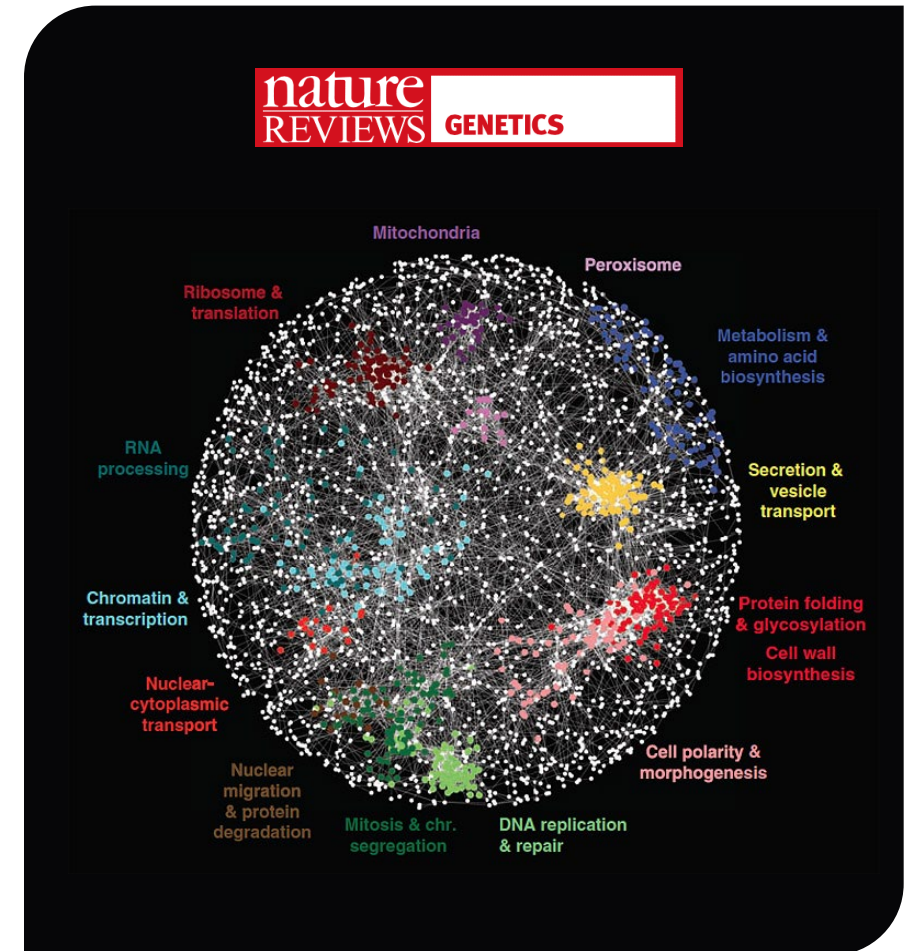 nature
REVIEWS GENETICS
Mitochondria
Peroxisome
Ribosome &
translation
Metabolism &
amino acid
biosynthesis
RNA
processing
Secretion &
vesicle
transport
Chromatin &
transcription
Protein folding
& glycosylation
Cell wall
biosynthesis
Nuclear-
cytoplasmic
transport
Cell polarity &
morphogenesis
Nuclear
migration
& protein
degradation
Mitosis & chr.
segregation
DNA replication
& repair